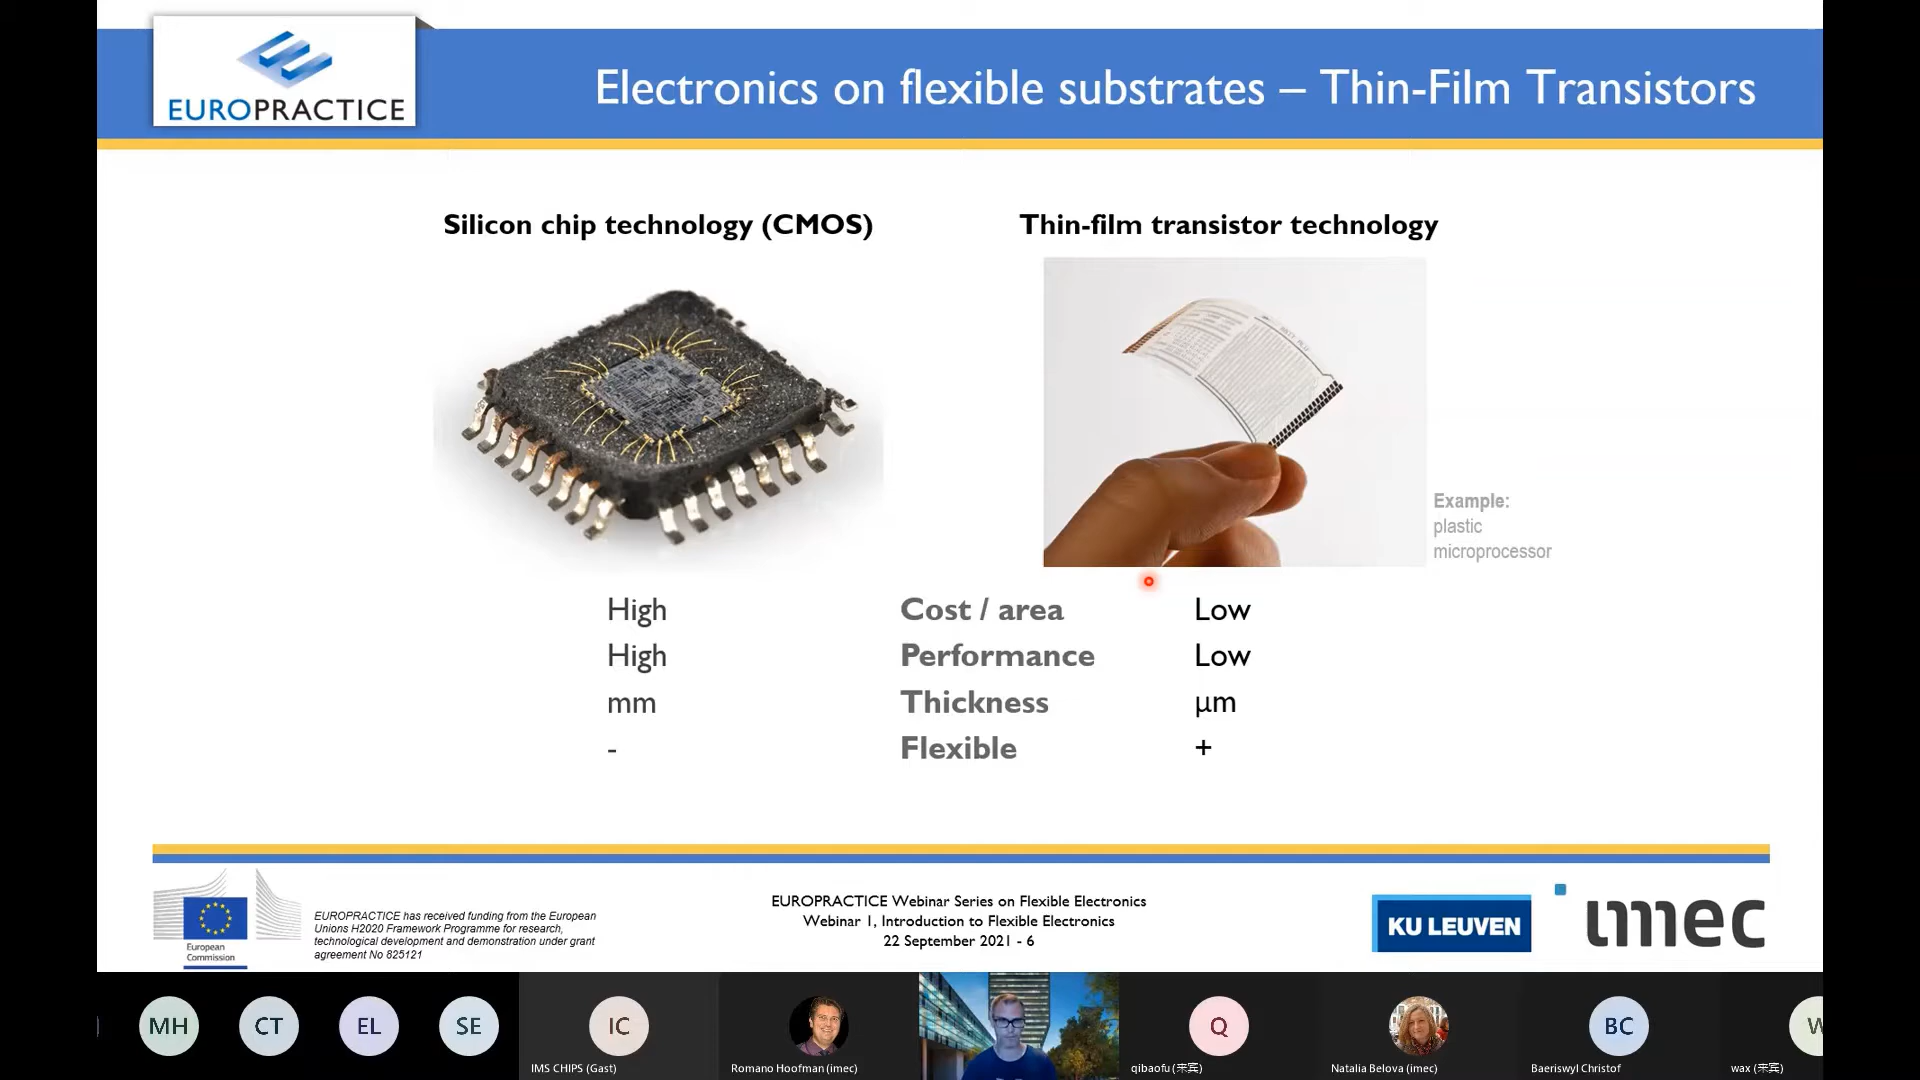 EUROPRACTICE
Electronics on flexible substrates – Thin-Film Transistors
Silicon chip technology (CMOS)
Thin-film transistor technology
Example:
plastic
microprocessor
High Cost / area Low
High Performance Low
mm Thickness µm
- Flexible +
European
Commission
EUROPRACTICE has received funding from the European
Unions H2020 Framework Programme for research,
technological development and demonstration under grant
agreement No 825121
EUROPRACTICE Webinar Series on Flexible Electronics
Webinar 1, Introduction to Flexible Electronics
22 September 2021 - 6
KU LEUVEN
imec
MH
CT
EL
SE
IC
IMS CHIPS (Gast)
Romano Hoofman (imec)
Q
qibaofu (来宾)
Natalia Belova (imec)
BC
Baeriswyl Christof
W
wax (来宾)